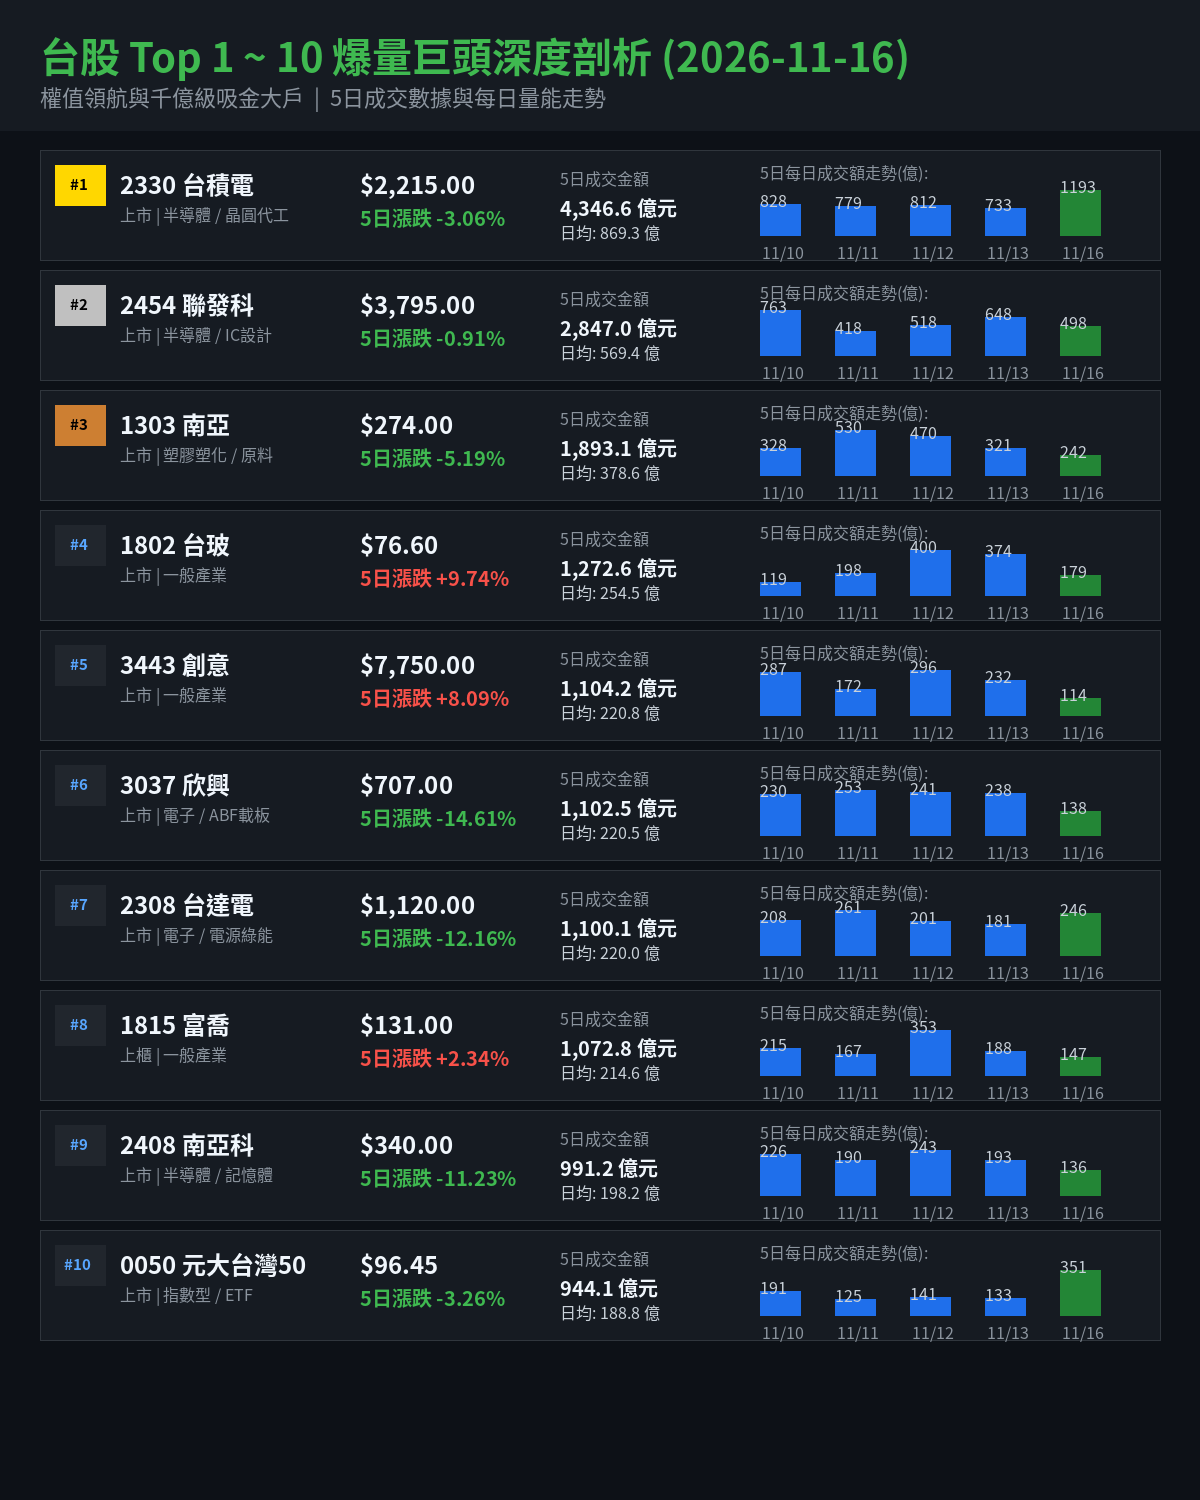 台股 Top 1 ~ 10 爆量巨頭深度剖析 (2026-11-16)
權值領航與千億級吸金大戶 | 5日成交數據與每日量能走勢
#1
2330 台積電
上市 | 半導體 / 晶圓代工
$2,215.00
5日漲跌 -3.06%
5日成交金額
4,346.6 億元
日均: 869.3 億
5日每日成交額走勢(億):
828 779 812 733 1193
11/10 11/11 11/12 11/13 11/16
#2
2454 聯發科
上市 | 半導體 / IC設計
$3,795.00
5日漲跌 -0.91%
5日成交金額
2,847.0 億元
日均: 569.4 億
5日每日成交額走勢(億):
763 418 518 648 498
11/10 11/11 11/12 11/13 11/16
#3
1303 南亞
上市 | 塑膠塑化 / 原料
$274.00
5日漲跌 -5.19%
5日成交金額
1,893.1 億元
日均: 378.6 億
5日每日成交額走勢(億):
328 530 470 321 242
11/10 11/11 11/12 11/13 11/16
#4
1802 台玻
上市 | 一般產業
$76.60
5日漲跌 +9.74%
5日成交金額
1,272.6 億元
日均: 254.5 億
5日每日成交額走勢(億):
119 198 400 374 179
11/10 11/11 11/12 11/13 11/16
#5
3443 創意
上市 | 一般產業
$7,750.00
5日漲跌 +8.09%
5日成交金額
1,104.2 億元
日均: 220.8 億
5日每日成交額走勢(億):
287 172 296 232 114
11/10 11/11 11/12 11/13 11/16
#6
3037 欣興
上市 | 電子 / ABF載板
$707.00
5日漲跌 -14.61%
5日成交金額
1,102.5 億元
日均: 220.5 億
5日每日成交額走勢(億):
230 253 241 238 138
11/10 11/11 11/12 11/13 11/16
#7
2308 台達電
上市 | 電子 / 電源綠能
$1,120.00
5日漲跌 -12.16%
5日成交金額
1,100.1 億元
日均: 220.0 億
5日每日成交額走勢(億):
208 261 201 181 246
11/10 11/11 11/12 11/13 11/16
#8
1815 富喬
上櫃 | 一般產業
$131.00
5日漲跌 +2.34%
5日成交金額
1,072.8 億元
日均: 214.6 億
5日每日成交額走勢(億):
215 167 353 188 147
11/10 11/11 11/12 11/13 11/16
#9
2408 南亞科
上市 | 半導體 / 記憶體
$340.00
5日漲跌 -11.23%
5日成交金額
991.2 億元
日均: 198.2 億
5日每日成交額走勢(億):
226 190 243 193 136
11/10 11/11 11/12 11/13 11/16
#10
0050 元大台灣50
上市 | 指數型 / ETF
$96.45
5日漲跌 -3.26%
5日成交金額
944.1 億元
日均: 188.8 億
5日每日成交額走勢(億):
191 125 141 133 351
11/10 11/11 11/12 11/13 11/16